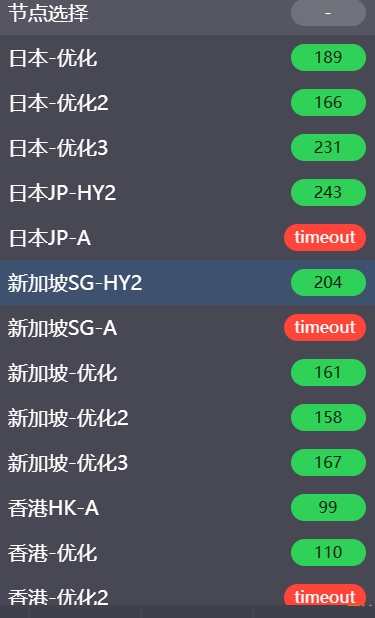 节点选择 -
日本-优化 189
日本-优化2 166
日本-优化3 231
日本JP-HY2 243
日本JP-A timeout
新加坡SG-HY2 204
新加坡SG-A timeout
新加坡-优化 161
新加坡-优化2 158
新加坡-优化3 167
香港HK-A 99
香港-优化 110
香港-优化2 timeout